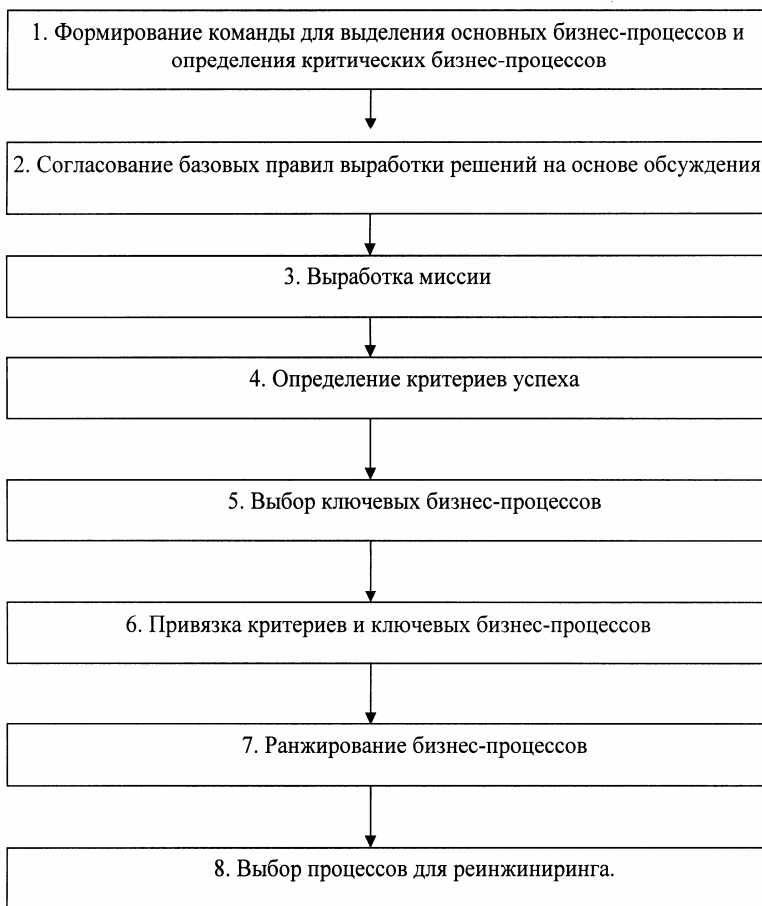 1. Формирование команды для выделения основных бизнес-процессов и
определения критических бизнес-процессов
2. Согласование базовых правил выработки решений на основе обсуждения
3. Выработка миссии
4. Определение критериев успеха
5. Выбор ключевых бизнес-процессов
6. Привязка критериев и ключевых бизнес-процессов
7. Ранжирование бизнес-процессов
8. Выбор процессов для реинжиниринга.